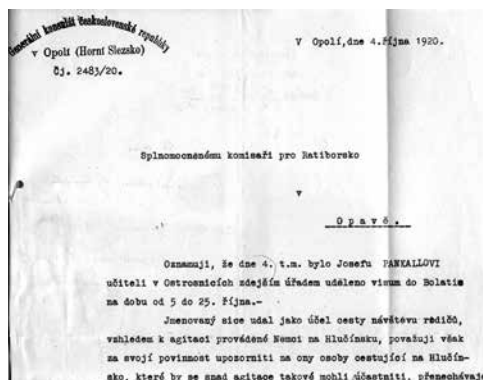 Generální konsulát československé republiky
v Opolí (Horní Slezsko)
Čj. 2483/20.
V Opolí,dne 4.října 1920.
Splnomocněnému komisaři pro Ratiborsko
v
Opavě.
Oznamuji, že dne 4. t.m. bylo Josefu PANKALLOVI
učiteli v Ostrosnicích zdejším úřadem uděleno visum do Bolatic
na dobu od 5 do 25. října.-
Jmenovaný sice udal jako účel cesty návštěvu rodičů,
vzhledem k agitaci prováděné Němci na Hlučínsku, považuji však
za svojí povinnost upozorniti na ony osoby cestující na Hlučín-
sko, které by se snad agitace takové mohli účastniti, přenechávaje